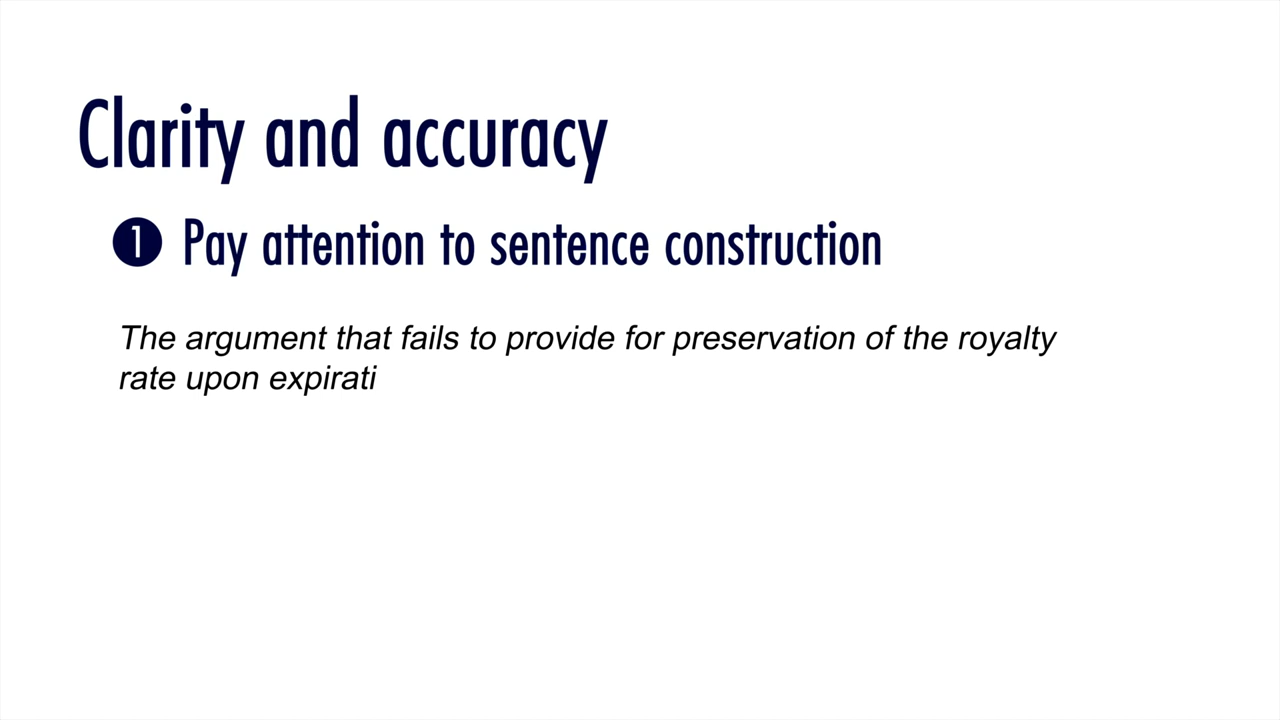 Clarity and accuracy
❶ Pay attention to sentence construction
The argument that fails to provide for preservation of the royalty
rate upon expirati